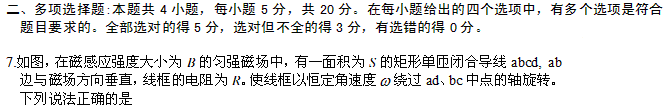 二、多项选择题:本题共 4 小题，每小题 5 分，共 20 分。在每小题给出的四个选项中，有多个选项是符合
题目要求的。全部选对的得 5 分，选对但不全的得 3 分，有选错的得 0 分。
7.如图，在磁感应强度大小为 B 的匀强磁场中，有一面积为 S 的矩形单匝闭合导线 abcd, ab
边与磁场方向垂直，线框的电阻为 R。使线框以恒定角速度 ω 绕过 ad、bc 中点的轴旋转。
下列说法正确的是